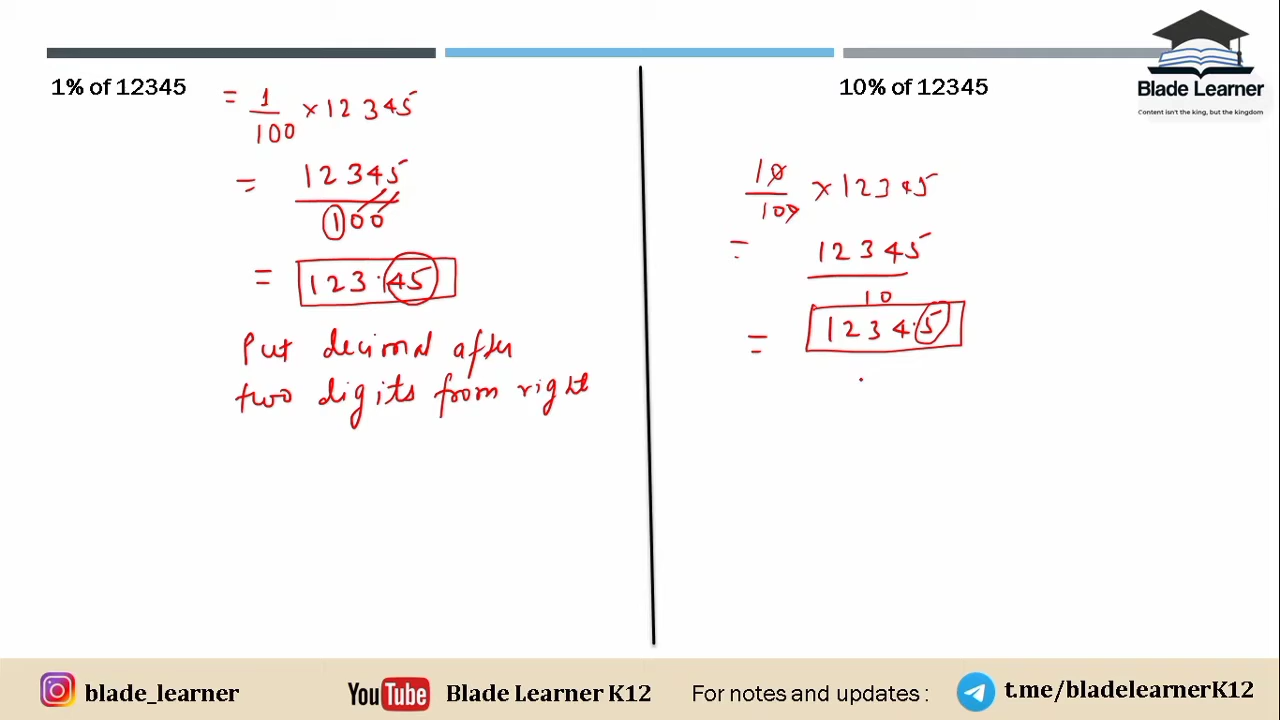 1% of 12345
= 1/100 × 12345
= 12345/100
= 123.45
Put decimal after
two digits from right
10% of 12345
10/100 × 12345
= 12345/10
= 1234.5
Blade Learner
Content isn't the king, but the kingdom
blade_learner
YouTube Blade Learner K12
For notes and updates :
t.me/bladelearnerK12